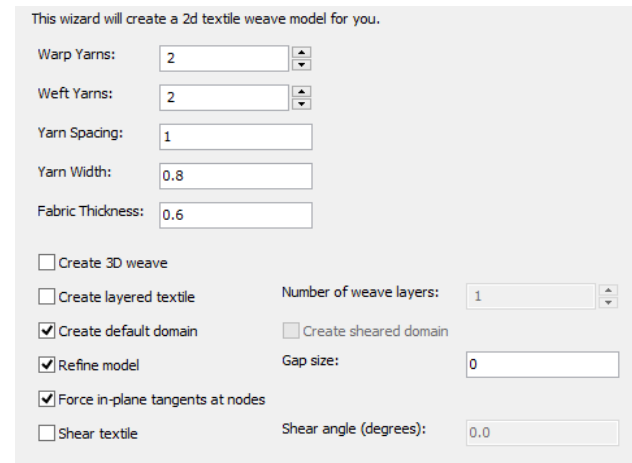 This wizard will create a 2d textile weave model for you.
Warp Yarns: 2
Weft Yarns: 2
Yarn Spacing: 1
Yarn Width: 0.8
Fabric Thickness: 0.6
Create 3D weave
Create layered textile Number of weave layers: 1
Create default domain Create sheared domain
Refine model Gap size: 0
Force in-plane tangents at nodes
Shear textile Shear angle (degrees): 0.0